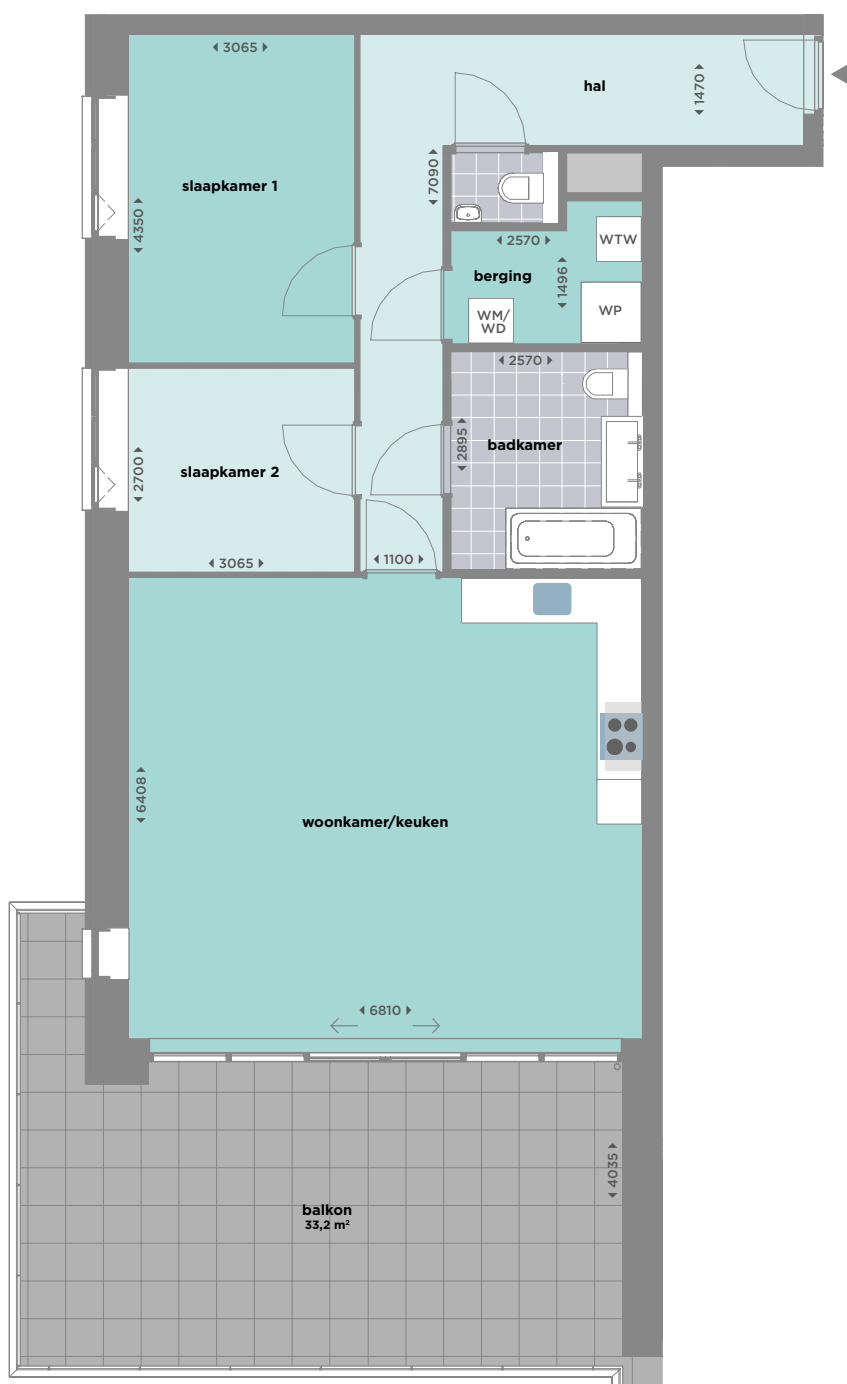 3065
hal
1470
slaapkamer 1
7090
4350
2570
WTW
berging
1496
WP
WM/
WD
2570
badkamer
2895
slaapkamer 2
2700
3065
1100
6408
woonkamer/keuken
6810
4035
balkon
33,2 m²